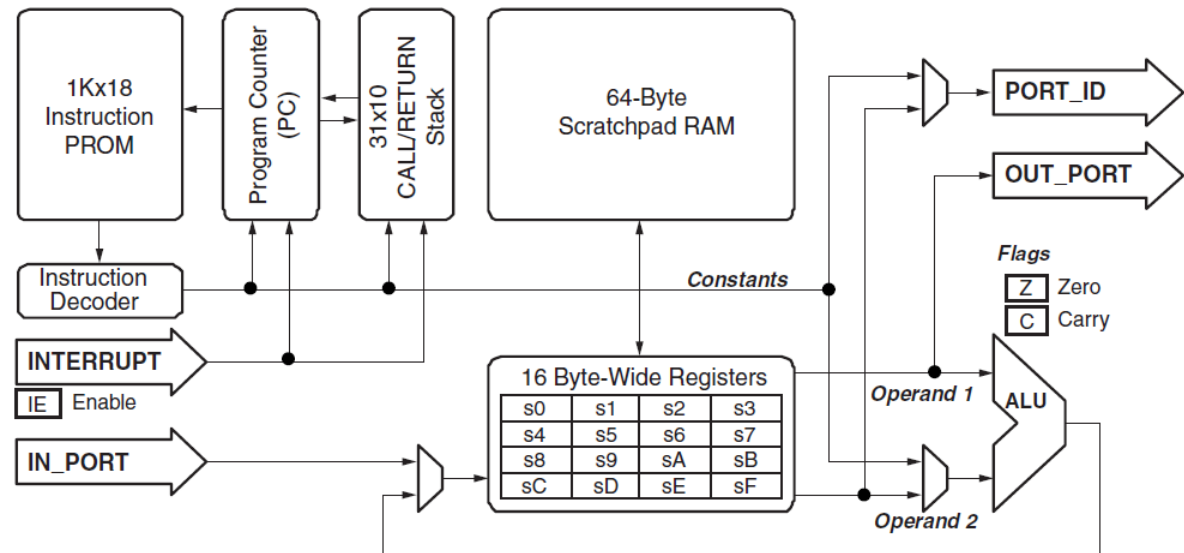 1Kx18
Instruction
PROM
Program Counter
(PC)
31x10
CALL/RETURN
Stack
64-Byte
Scratchpad RAM
PORT_ID
OUT_PORT
Instruction
Decoder
Constants
Flags
Z Zero
C Carry
INTERRUPT
IE Enable
16 Byte-Wide Registers
s0 s1 s2 s3
s4 s5 s6 s7
s8 s9 sA sB
sC sD sE sF
Operand 1
ALU
IN_PORT
Operand 2